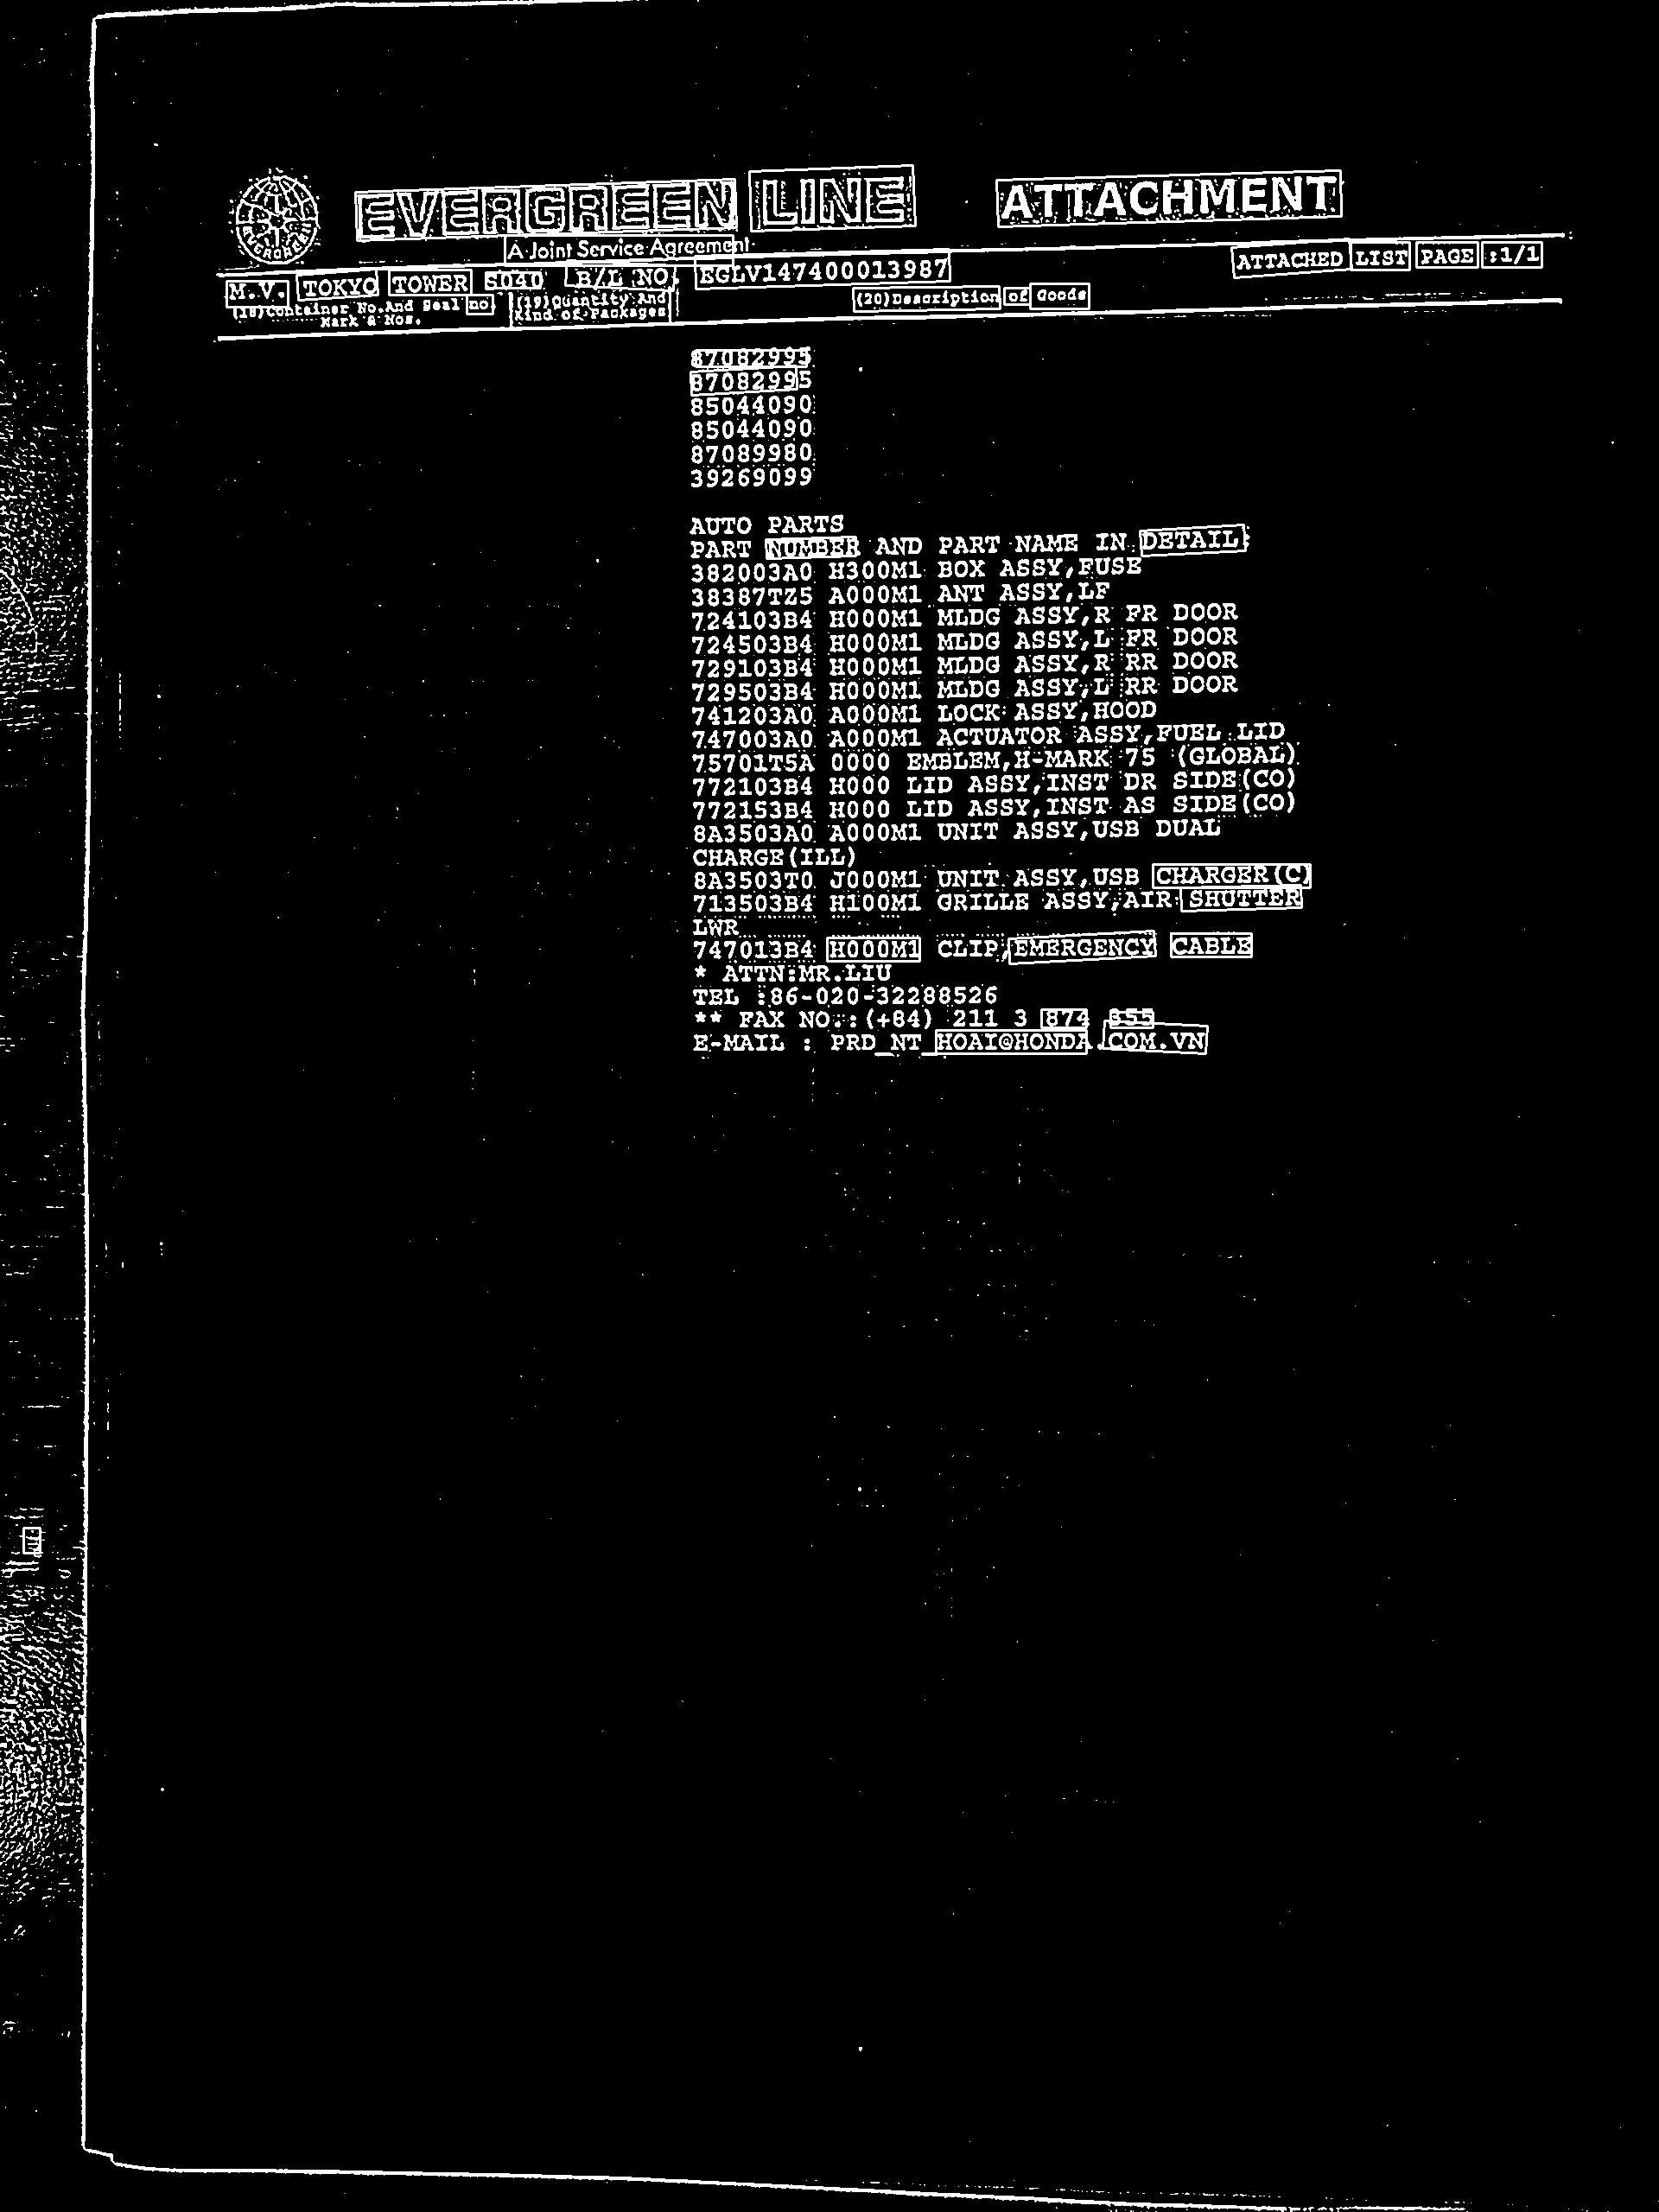 EVERGREEN LINE ATTACHMENT
A Joint Service Agreement
M.V. TOKYO TOWER S040 B/L NO. EGLV147400013987 ATTACHED LIST PAGE :1/1
(18)Container No.And Seal no. (19)Quantity And (20)Description of Goods
Mark & Nos. Kind of Packages
87082995
87082995
85044090
85044090
87089980
39269099
AUTO PARTS
PART NUMBER AND PART NAME IN DETAIL:
382003A0 H300M1 BOX ASSY,FUSE
38387TZ5 A000M1 ANT ASSY,LF
724103B4 H000M1 MLDG ASSY,R FR DOOR
724503B4 H000M1 MLDG ASSY,L FR DOOR
729103B4 H000M1 MLDG ASSY,R RR DOOR
729503B4 H000M1 MLDG ASSY,L RR DOOR
741203A0 A000M1 LOCK ASSY,HOOD
747003A0 A000M1 ACTUATOR ASSY,FUEL LID
75701T5A 0000 EMBLEM,H-MARK 75 (GLOBAL)
772103B4 H000 LID ASSY,INST DR SIDE(CO)
772153B4 H000 LID ASSY,INST AS SIDE(CO)
8A3503A0 A000M1 UNIT ASSY,USB DUAL
CHARGE(ILL)
8A3503T0 J000M1 UNIT ASSY,USB CHARGER(C)
713503B4 H100M1 GRILLE ASSY,AIR SHUTTER
LWR
747013B4 H000M1 CLIP,EMERGENCY CABLE
* ATTN:MR.LIU
TEL :86-020-32288526
** FAX NO.:(+84) 211 3 874 855
E-MAIL : PRD_NT_HOAI@HONDA.COM.VN